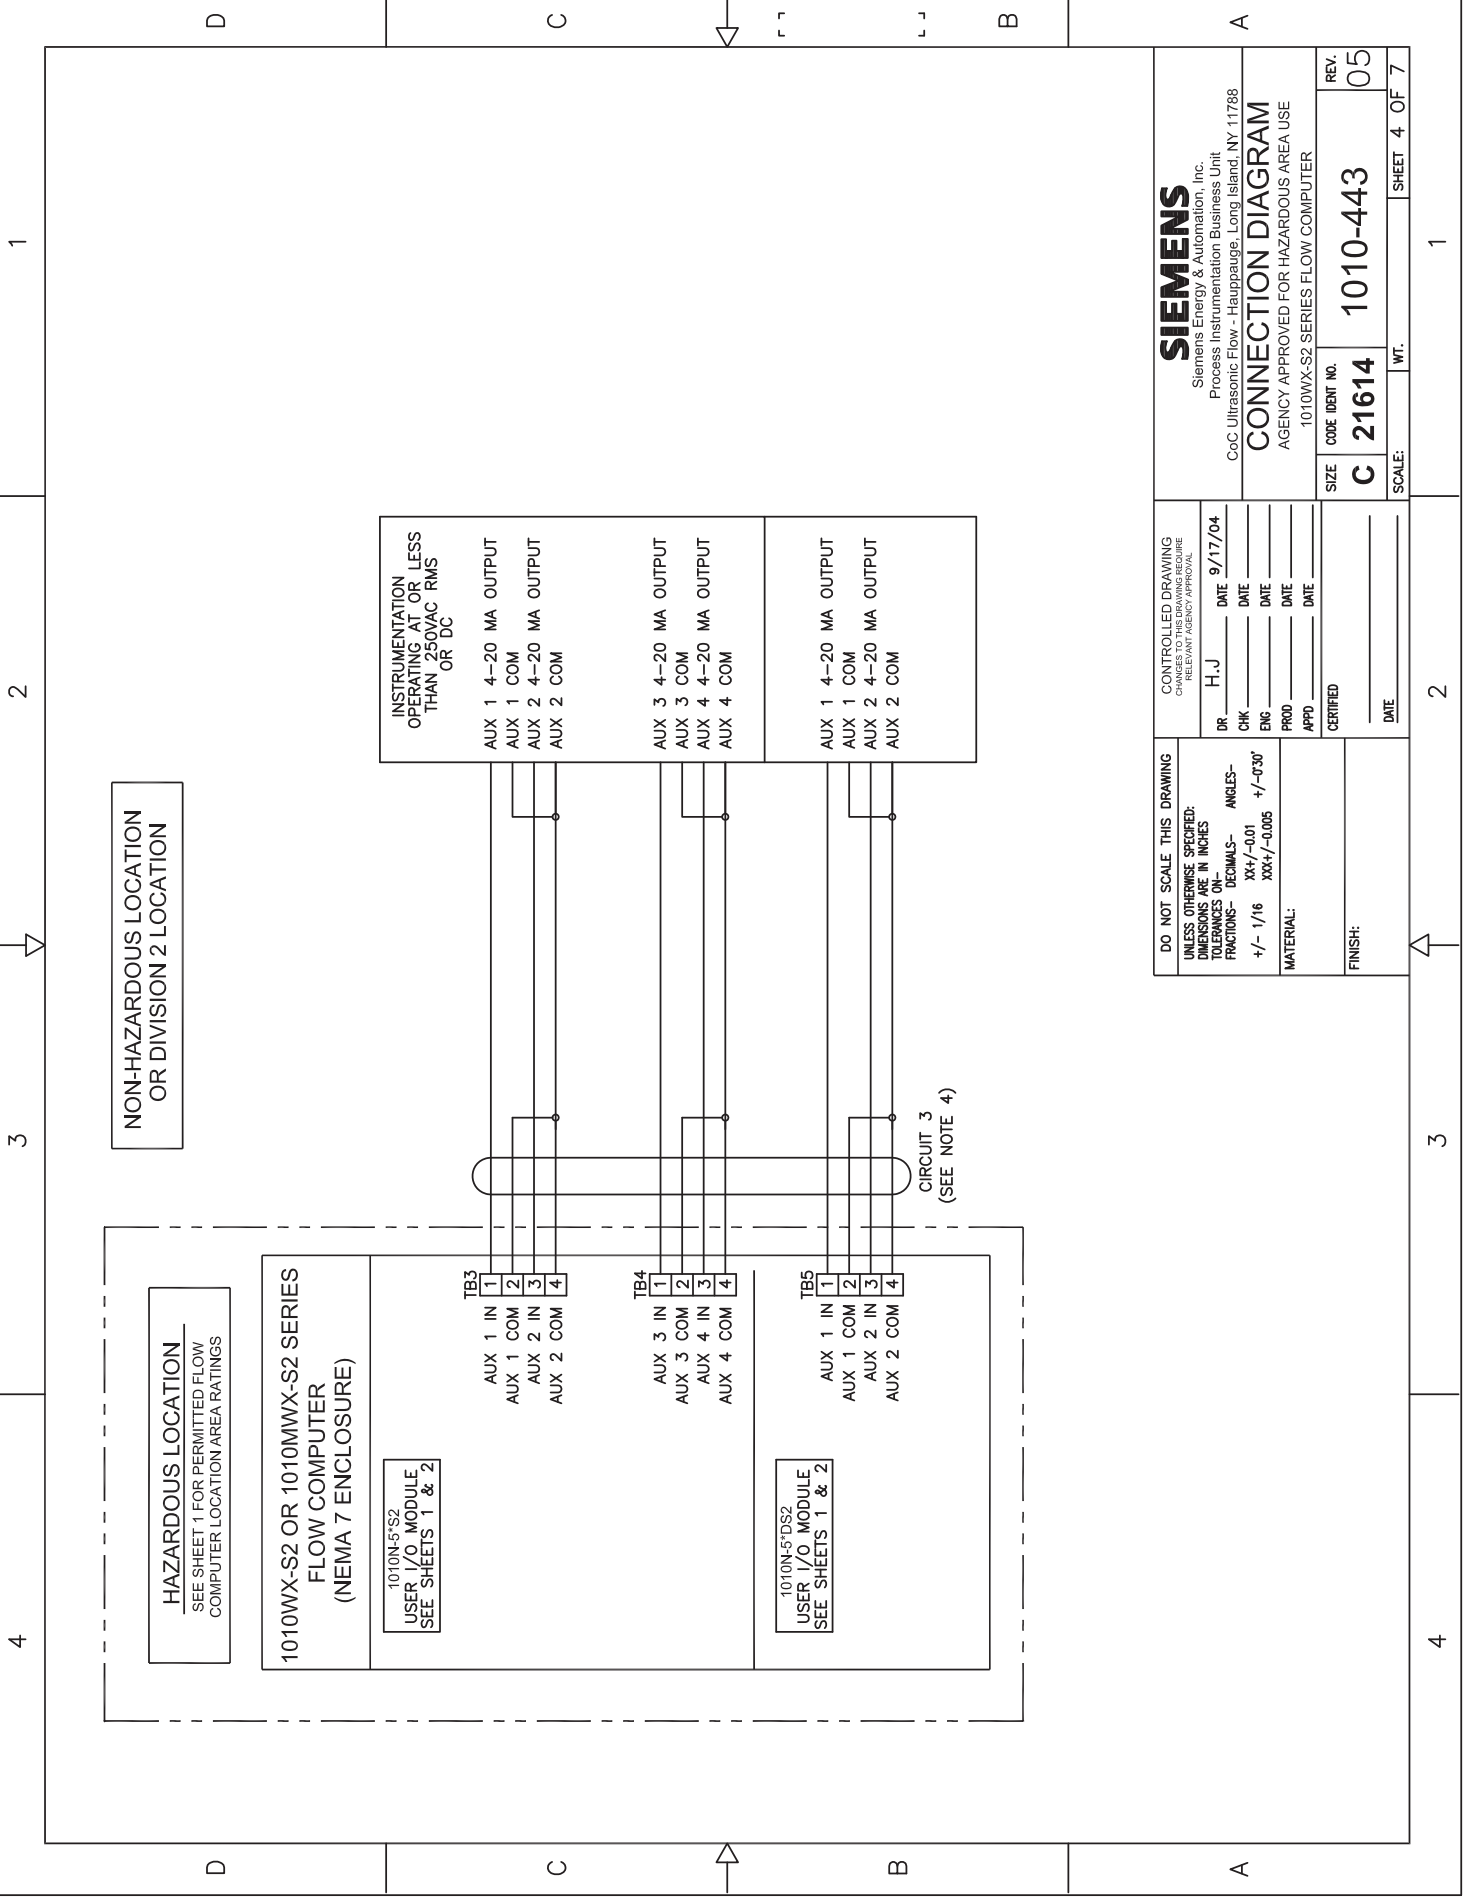 4
3
2
1
D
C
B
A
D
C
B
A
HAZARDOUS LOCATION
SEE SHEET 1 FOR PERMITTED FLOW
COMPUTER LOCATION AREA RATINGS
NON-HAZARDOUS LOCATION
OR DIVISION 2 LOCATION
1010WX-S2 OR 1010MWX-S2 SERIES
FLOW COMPUTER
(NEMA 7 ENCLOSURE)
1010N-5*S2
USER I/O MODULE
SEE SHEETS 1 & 2
TB3
AUX 1 IN 1
AUX 1 COM 2
AUX 2 IN 3
AUX 2 COM 4
TB4
AUX 3 IN 1
AUX 3 COM 2
AUX 4 IN 3
AUX 4 COM 4
1010N-5*DS2
USER I/O MODULE
SEE SHEETS 1 & 2
TB5
AUX 1 IN 1
AUX 1 COM 2
AUX 2 IN 3
AUX 2 COM 4
CIRCUIT 3
(SEE NOTE 4)
INSTRUMENTATION
OPERATING AT OR LESS
THAN 250VAC RMS
OR DC
AUX 1 4-20 MA OUTPUT
AUX 1 COM
AUX 2 4-20 MA OUTPUT
AUX 2 COM
AUX 3 4-20 MA OUTPUT
AUX 3 COM
AUX 4 4-20 MA OUTPUT
AUX 4 COM
AUX 1 4-20 MA OUTPUT
AUX 1 COM
AUX 2 4-20 MA OUTPUT
AUX 2 COM
DO NOT SCALE THIS DRAWING
UNLESS OTHERWISE SPECIFIED:
DIMENSIONS ARE IN INCHES
TOLERANCES ON-
FRACTIONS- DECIMALS- ANGLES-
+/- 1/16 XX+/-0.01 +/-0°30'
XXX+/-0.005
MATERIAL:
FINISH:
CONTROLLED DRAWING
CHANGES TO THIS DRAWING REQUIRE
RELEVANT AGENCY APPROVAL
DR H.J DATE 9/17/04
CHK DATE
ENG DATE
PROD DATE
APPD DATE
CERTIFIED
DATE
SIEMENS
Siemens Energy & Automation, Inc.
Process Instrumentation Business Unit
CoC Ultrasonic Flow - Hauppauge, Long Island, NY 11788
CONNECTION DIAGRAM
AGENCY APPROVED FOR HAZARDOUS AREA USE
1010WX-S2 SERIES FLOW COMPUTER
SIZE
C
CODE IDENT NO.
21614
1010-443
REV.
05
SCALE:
WT.
SHEET 4 OF 7
4
3
2
1